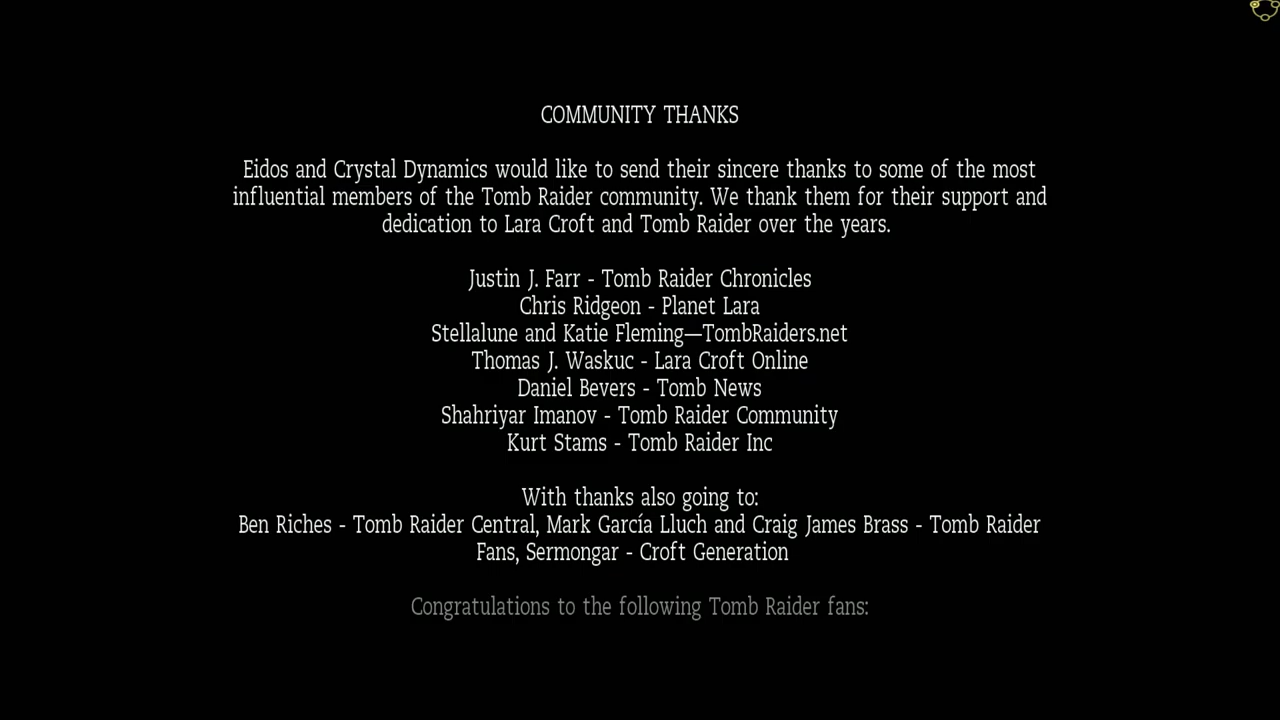 COMMUNITY THANKS
Eidos and Crystal Dynamics would like to send their sincere thanks to some of the most
influential members of the Tomb Raider community. We thank them for their support and
dedication to Lara Croft and Tomb Raider over the years.
Justin J. Farr - Tomb Raider Chronicles
Chris Ridgeon - Planet Lara
Stellalune and Katie Fleming—TombRaiders.net
Thomas J. Waskuc - Lara Croft Online
Daniel Bevers - Tomb News
Shahriyar Imanov - Tomb Raider Community
Kurt Stams - Tomb Raider Inc
With thanks also going to:
Ben Riches - Tomb Raider Central, Mark García Lluch and Craig James Brass - Tomb Raider
Fans, Sermongar - Croft Generation
Congratulations to the following Tomb Raider fans: